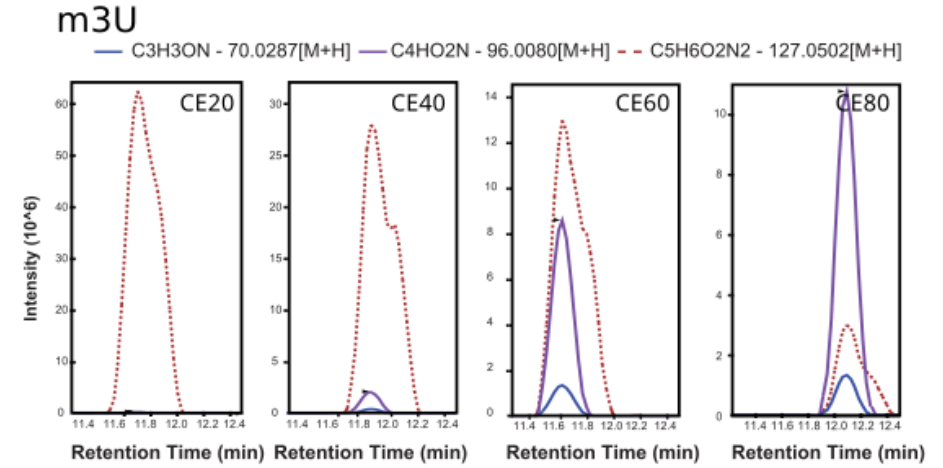 m3U
C3H3ON - 70.0287[M+H] C4HO2N - 96.0080[M+H] C5H6O2N2 - 127.0502[M+H]
Intensity (10^6)
CE20
60
50
40
30
20
10
0
11.4 11.6 11.8 12.0 12.2 12.4
Retention Time (min)
CE40
30
25
20
15
10
5
0
11.4 11.6 11.8 12.0 12.2 12.4
Retention Time (min)
CE60
14
12
10
8
6
4
2
0
11.4 11.6 11.8 12.0 12.2 12.4
Retention Time (min)
CE80
10
8
6
4
2
0
11.4 11.6 11.8 12.0 12.2 12.4
Retention Time (min)